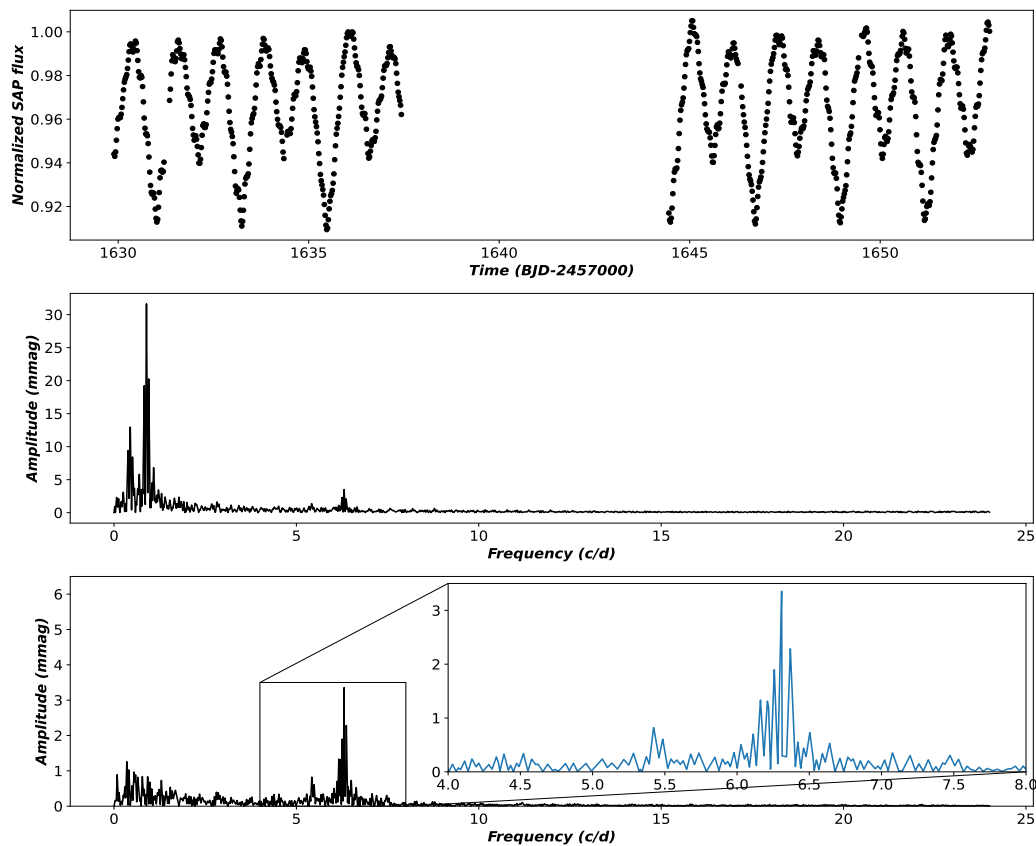 1.00
0.98
0.96
0.94
0.92
Normalized SAP flux
1630 1635 1640 1645 1650
Time (BJD-2457000)
30
25
20
15
10
5
0
Amplitude (mmag)
0 5 10 15 20 25
Frequency (c/d)
6
5
4
3
2
1
0
Amplitude (mmag)
3
2
1
0
4.0 4.5 5.0 5.5 6.0 6.5 7.0 7.5 8.0
0 5 10 15 20 25
Frequency (c/d)